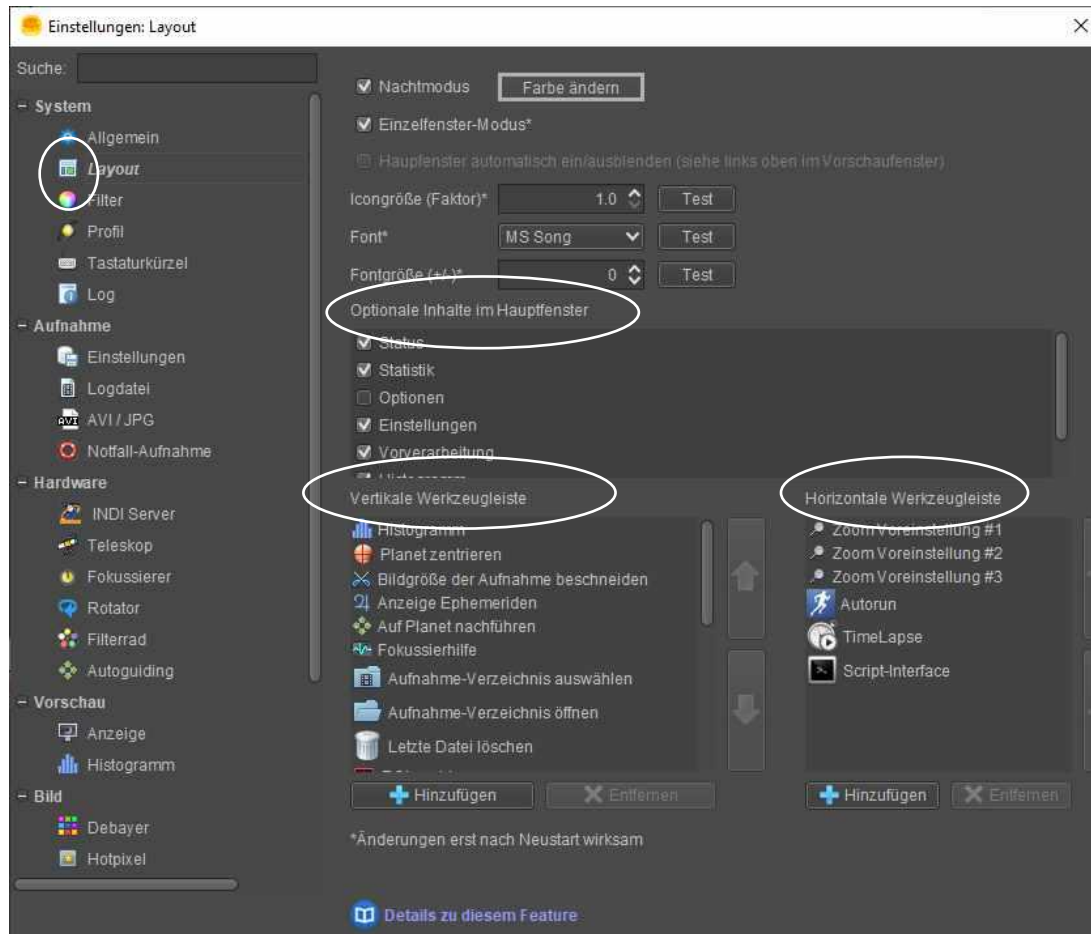 Einstellungen: Layout
Suche:
System
Allgemein
Layout
Filter
Profil
Tastaturkürzel
Log
Aufnahme
Einstellungen
Logdatei
AVI AVI / JPG
Notfall-Aufnahme
Hardware
INDI Server
Teleskop
Fokussierer
Rotator
Filterrad
Autoguiding
Vorschau
Anzeige
Histogramm
Bild
Debayer
Hotpixel
Nachtmodus Farbe ändern
Einzelfenster-Modus*
Haupfenster automatisch ein/ausblenden (siehe links oben im Vorschaufenster)
Icongröße (Faktor)* 1.0 Test
Font* MS Song Test
Fontgröße (+/-)* 0 Test
Optionale Inhalte im Hauptfenster
Status
Statistik
Optionen
Einstellungen
Vorverarbeitung
Histogramm
Vertikale Werkzeugleiste
Histogramm
Planet zentrieren
Bildgröße der Aufnahme beschneiden
Anzeige Ephemeriden
Auf Planet nachführen
Fokussierhilfe
Aufnahme-Verzeichnis auswählen
Aufnahme-Verzeichnis öffnen
Letzte Datei löschen
Hinzufügen Entfernen
Horizontale Werkzeugleiste
Zoom Voreinstellung #1
Zoom Voreinstellung #2
Zoom Voreinstellung #3
Autorun
TimeLapse
Script-Interface
Hinzufügen Entfernen
*Änderungen erst nach Neustart wirksam
Details zu diesem Feature